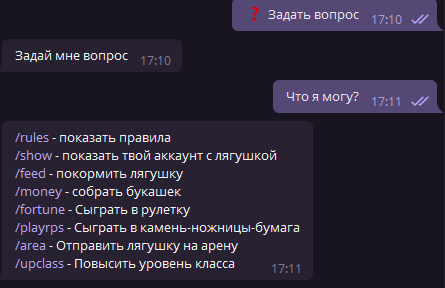 ❓ Задать вопрос
17:10
Задай мне вопрос
17:10
Что я могу?
17:11
/rules - показать правила
/show - показать твой аккаунт с лягушкой
/feed - покормить лягушку
/money - собрать букашек
/fortune - Сыграть в рулетку
/playrps - Сыграть в камень-ножницы-бумага
/area - Отправить лягушку на арену
/upclass - Повысить уровень класса
17:11